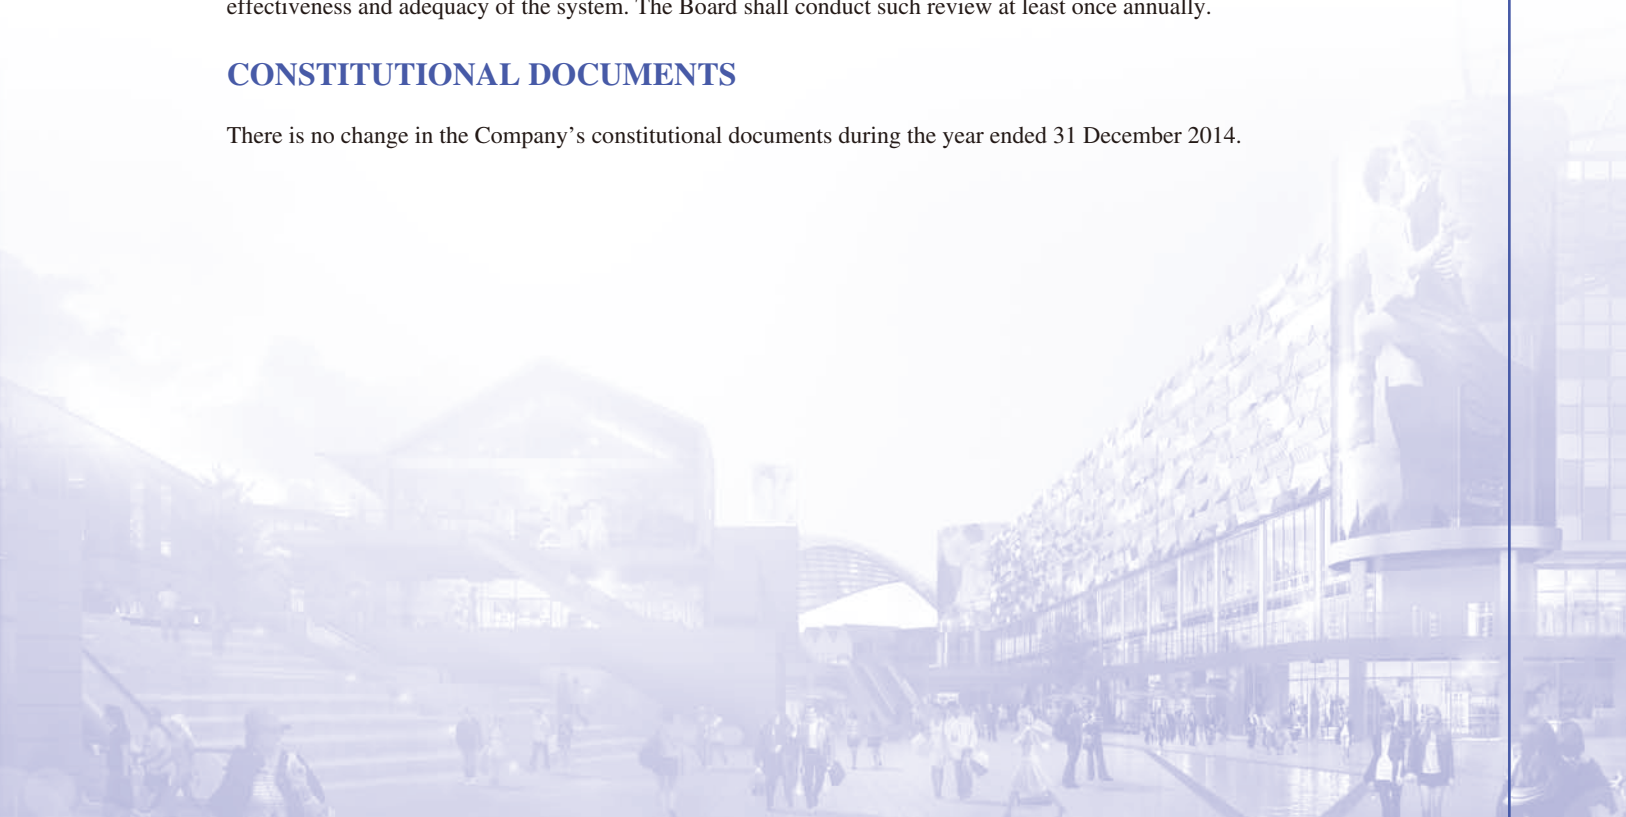 effectiveness and adequacy of the system. The Board shall conduct such review at least once annually.
CONSTITUTIONAL DOCUMENTS
There is no change in the Company’s constitutional documents during the year ended 31 December 2014.